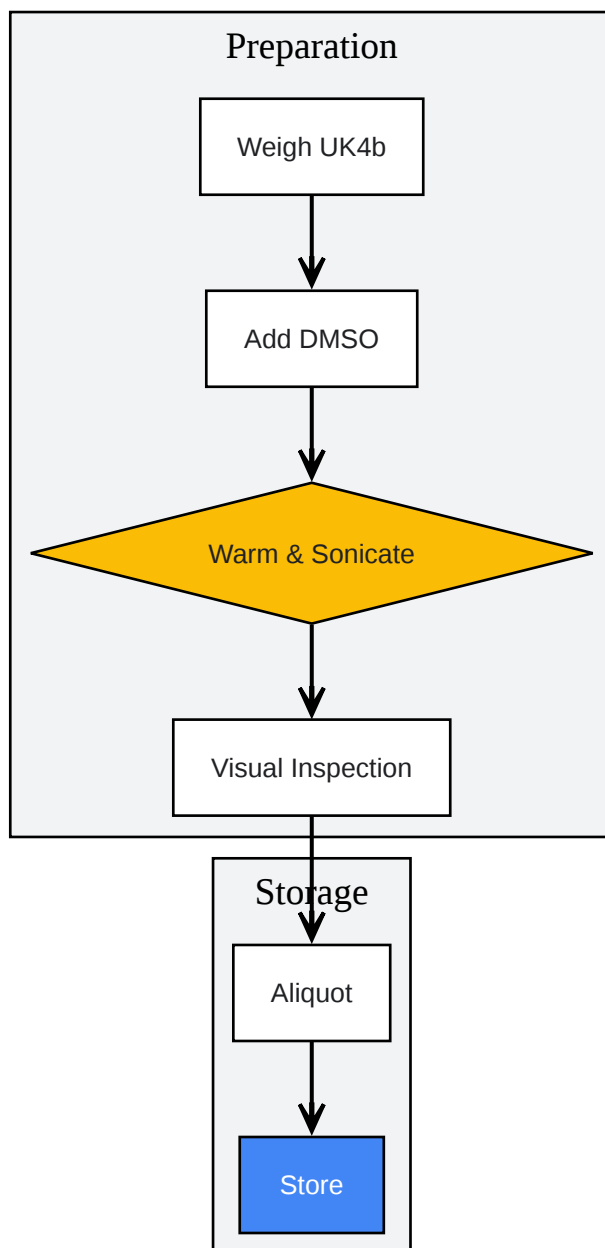 Preparation
Weigh UK4b
Add DMSO
Warm & Sonicate
Visual Inspection
Storage
Aliquot
Store